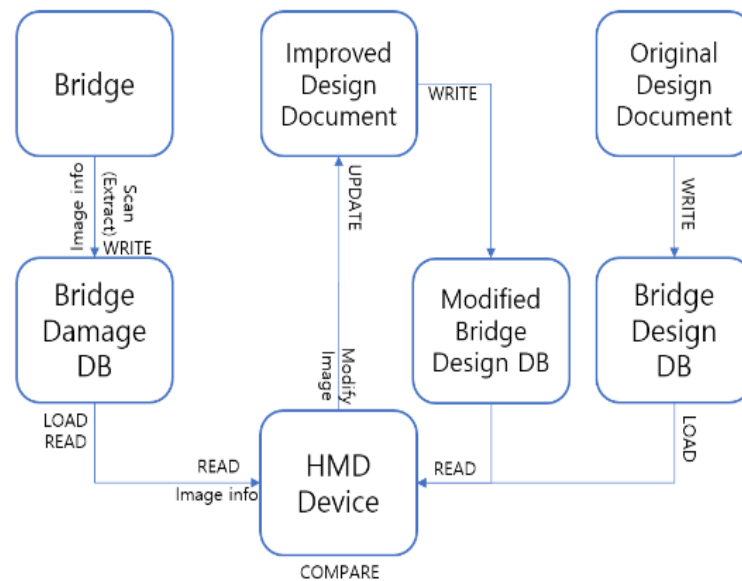 Bridge
Improved
Design
Document
Original
Design
Document
WRITE
Image info
Scan
(Extract)
WRITE
UPDATE
WRITE
Bridge
Damage
DB
Modified
Bridge
Design DB
Bridge
Design
DB
Modify
Image
LOAD
READ
LOAD
READ
Image info
HMD
Device
READ
COMPARE